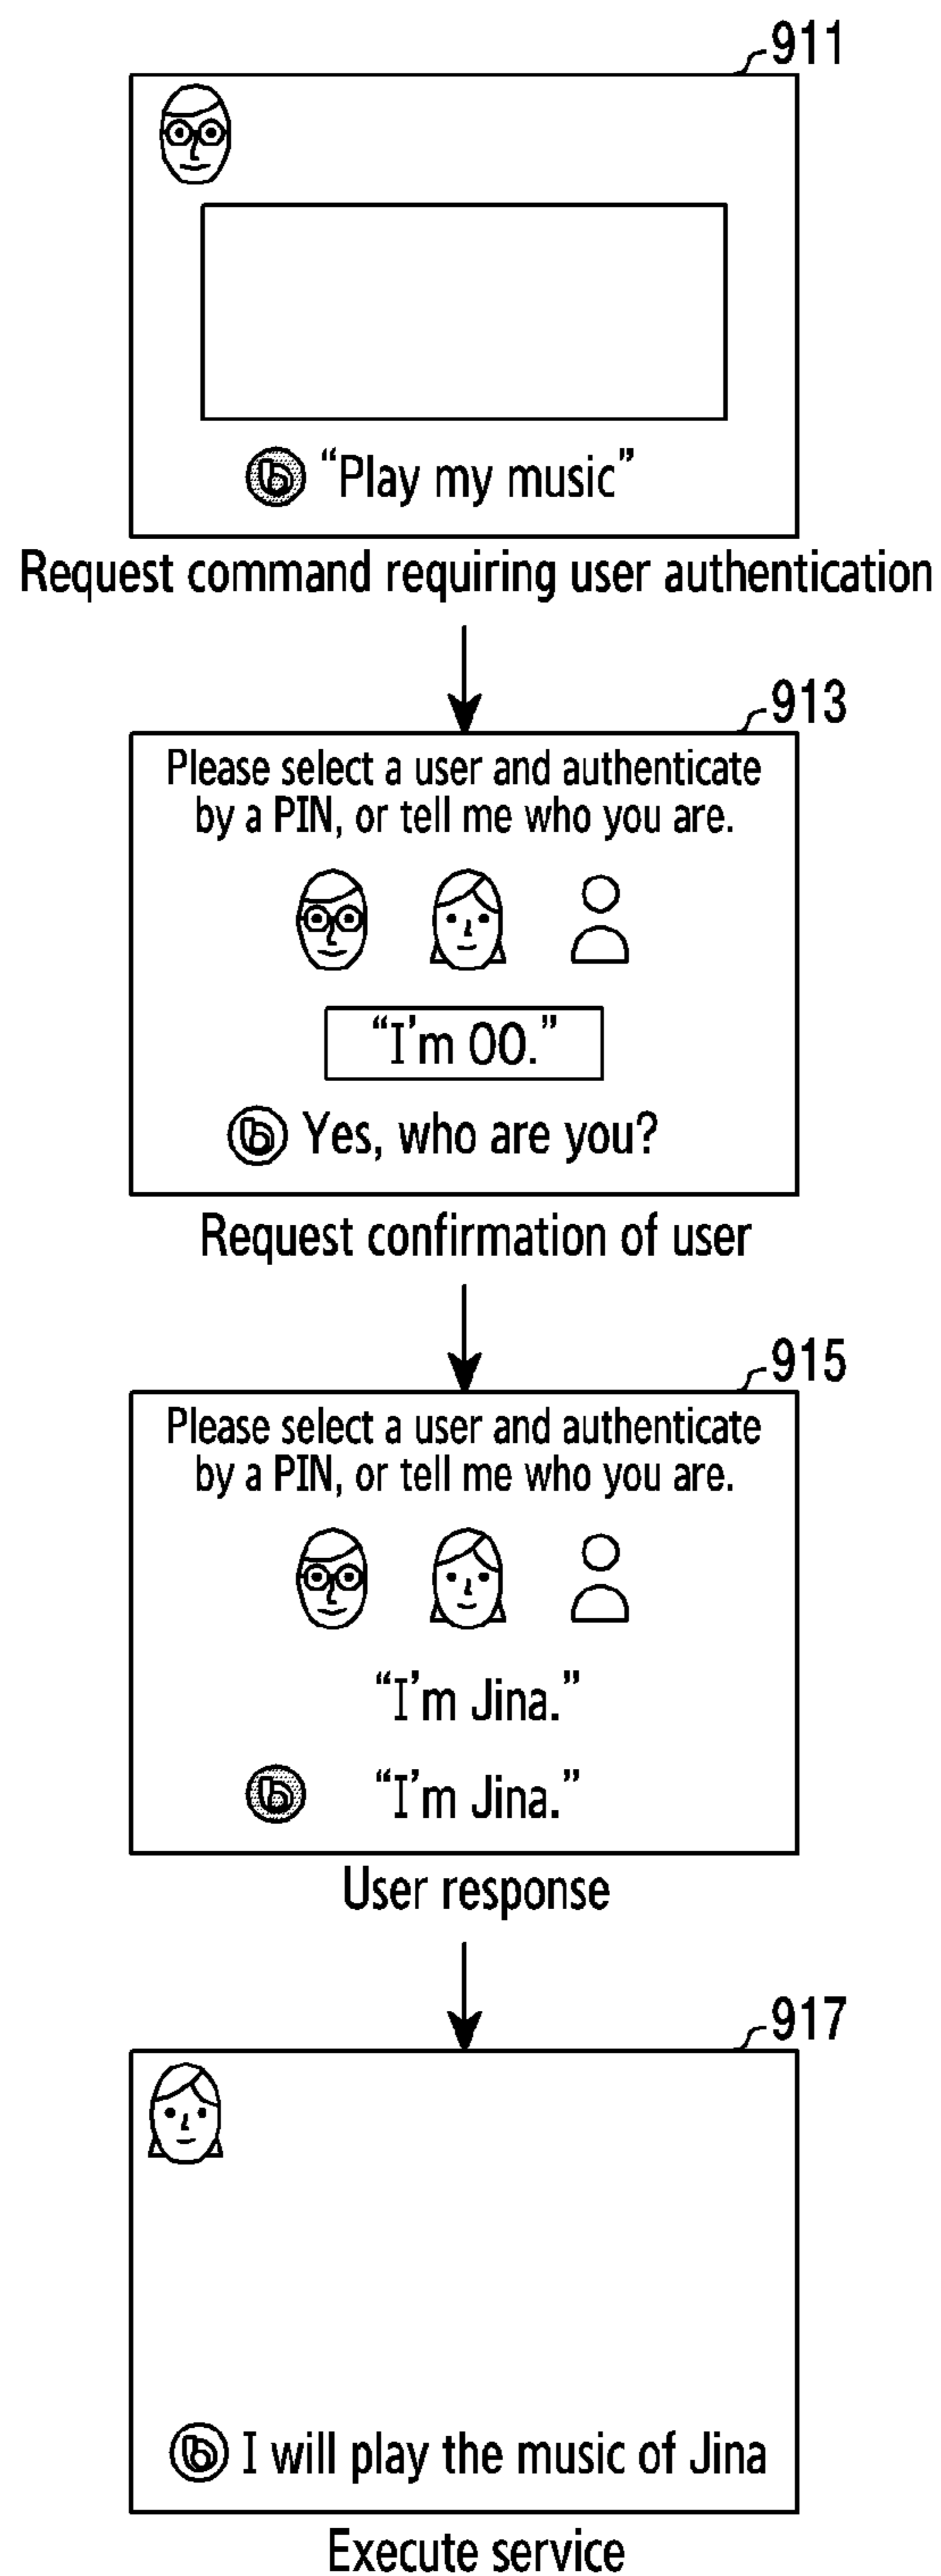 911
“Play my music”
Request command requiring user authentication
913
Please select a user and authenticate
by a PIN, or tell me who you are.
“I’m OO.”
Yes, who are you?
Request confirmation of user
915
Please select a user and authenticate
by a PIN, or tell me who you are.
“I’m Jina.”
“I’m Jina.”
User response
917
I will play the music of Jina
Execute service